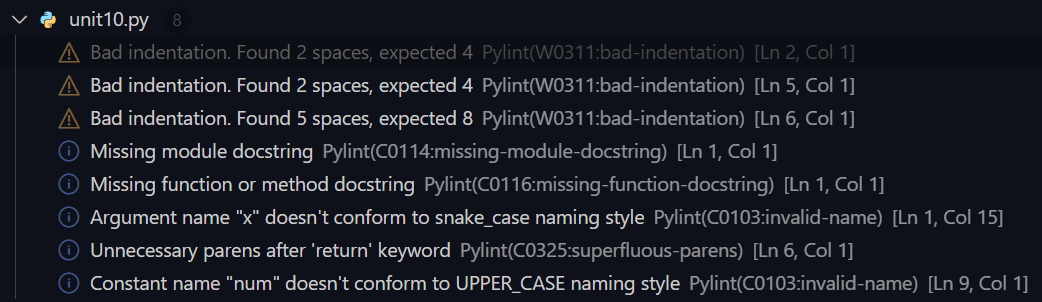 unit10.py 8
Bad indentation. Found 2 spaces, expected 4 Pylint(W0311:bad-indentation) [Ln 2, Col 1]
Bad indentation. Found 2 spaces, expected 4 Pylint(W0311:bad-indentation) [Ln 5, Col 1]
Bad indentation. Found 5 spaces, expected 8 Pylint(W0311:bad-indentation) [Ln 6, Col 1]
Missing module docstring Pylint(C0114:missing-module-docstring) [Ln 1, Col 1]
Missing function or method docstring Pylint(C0116:missing-function-docstring) [Ln 1, Col 1]
Argument name "x" doesn't conform to snake_case naming style Pylint(C0103:invalid-name) [Ln 1, Col 15]
Unnecessary parens after 'return' keyword Pylint(C0325:superfluous-parens) [Ln 6, Col 1]
Constant name "num" doesn't conform to UPPER_CASE naming style Pylint(C0103:invalid-name) [Ln 9, Col 1]